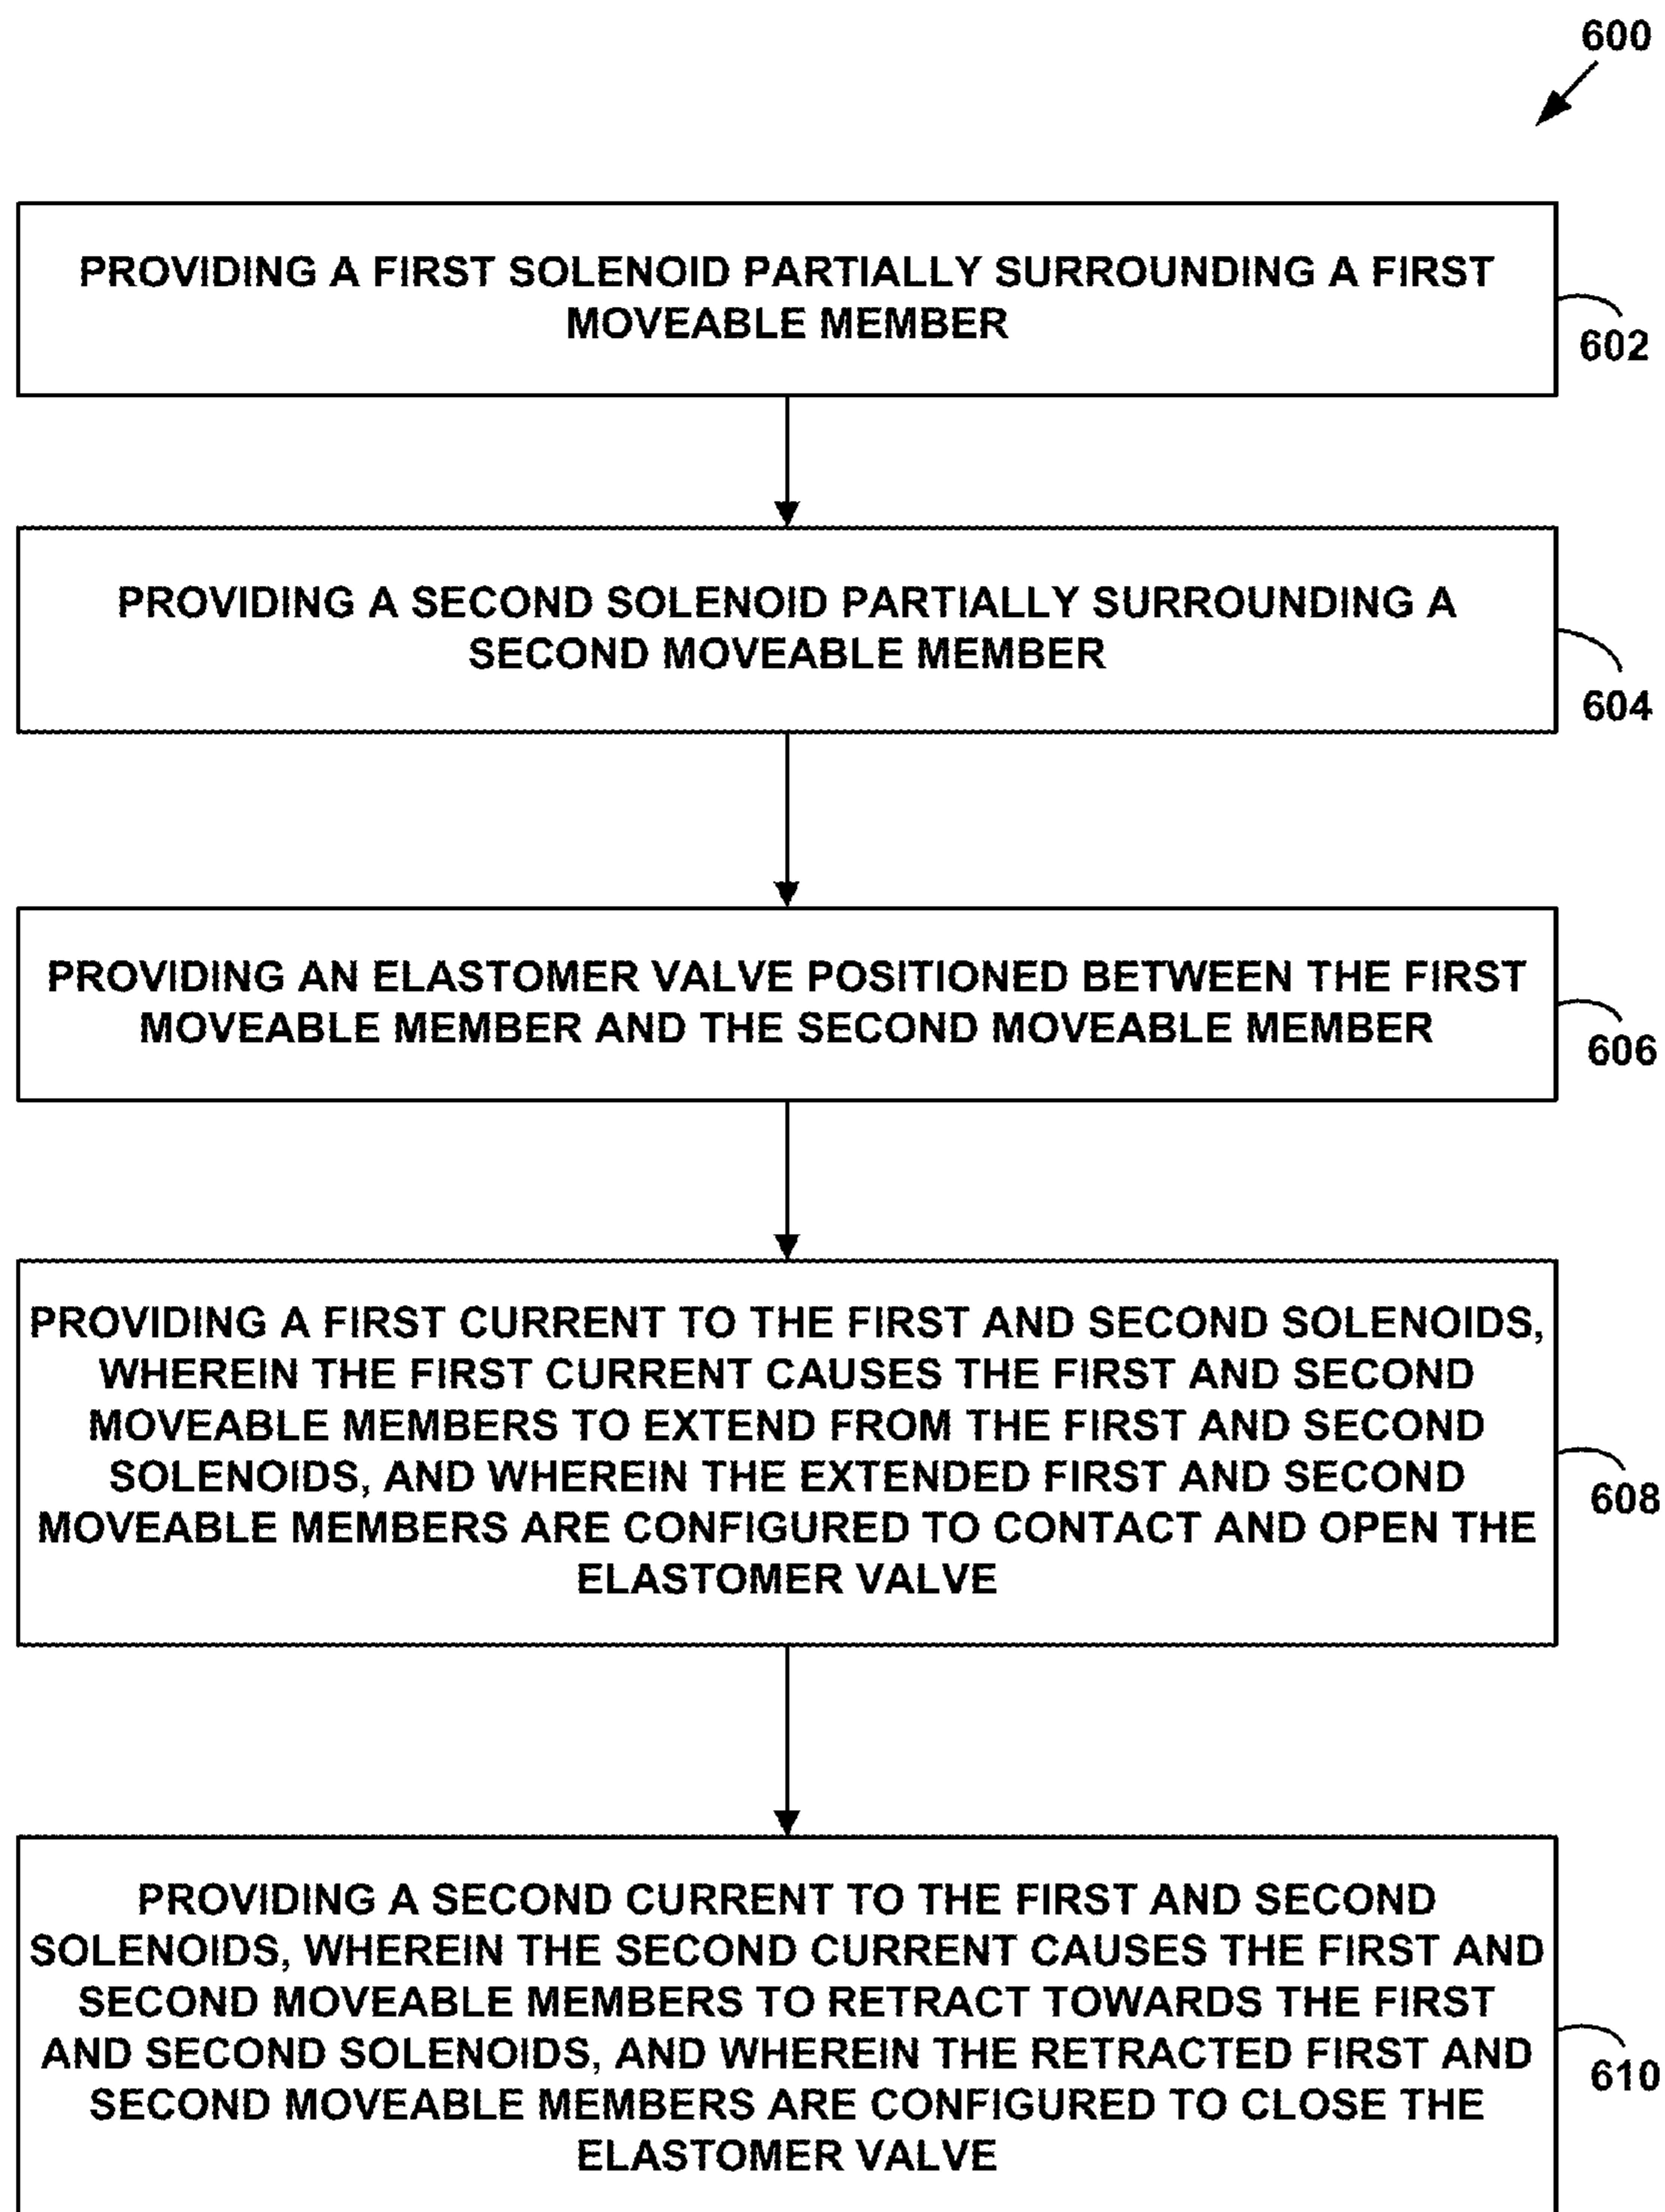 600
PROVIDING A FIRST SOLENOID PARTIALLY SURROUNDING A FIRST
MOVEABLE MEMBER
602
PROVIDING A SECOND SOLENOID PARTIALLY SURROUNDING A
SECOND MOVEABLE MEMBER
604
PROVIDING AN ELASTOMER VALVE POSITIONED BETWEEN THE FIRST
MOVEABLE MEMBER AND THE SECOND MOVEABLE MEMBER
606
PROVIDING A FIRST CURRENT TO THE FIRST AND SECOND SOLENOIDS,
WHEREIN THE FIRST CURRENT CAUSES THE FIRST AND SECOND
MOVEABLE MEMBERS TO EXTEND FROM THE FIRST AND SECOND
SOLENOIDS, AND WHEREIN THE EXTENDED FIRST AND SECOND
MOVEABLE MEMBERS ARE CONFIGURED TO CONTACT AND OPEN THE
ELASTOMER VALVE
608
PROVIDING A SECOND CURRENT TO THE FIRST AND SECOND
SOLENOIDS, WHEREIN THE SECOND CURRENT CAUSES THE FIRST AND
SECOND MOVEABLE MEMBERS TO RETRACT TOWARDS THE FIRST
AND SECOND SOLENOIDS, AND WHEREIN THE RETRACTED FIRST AND
SECOND MOVEABLE MEMBERS ARE CONFIGURED TO CLOSE THE
ELASTOMER VALVE
610